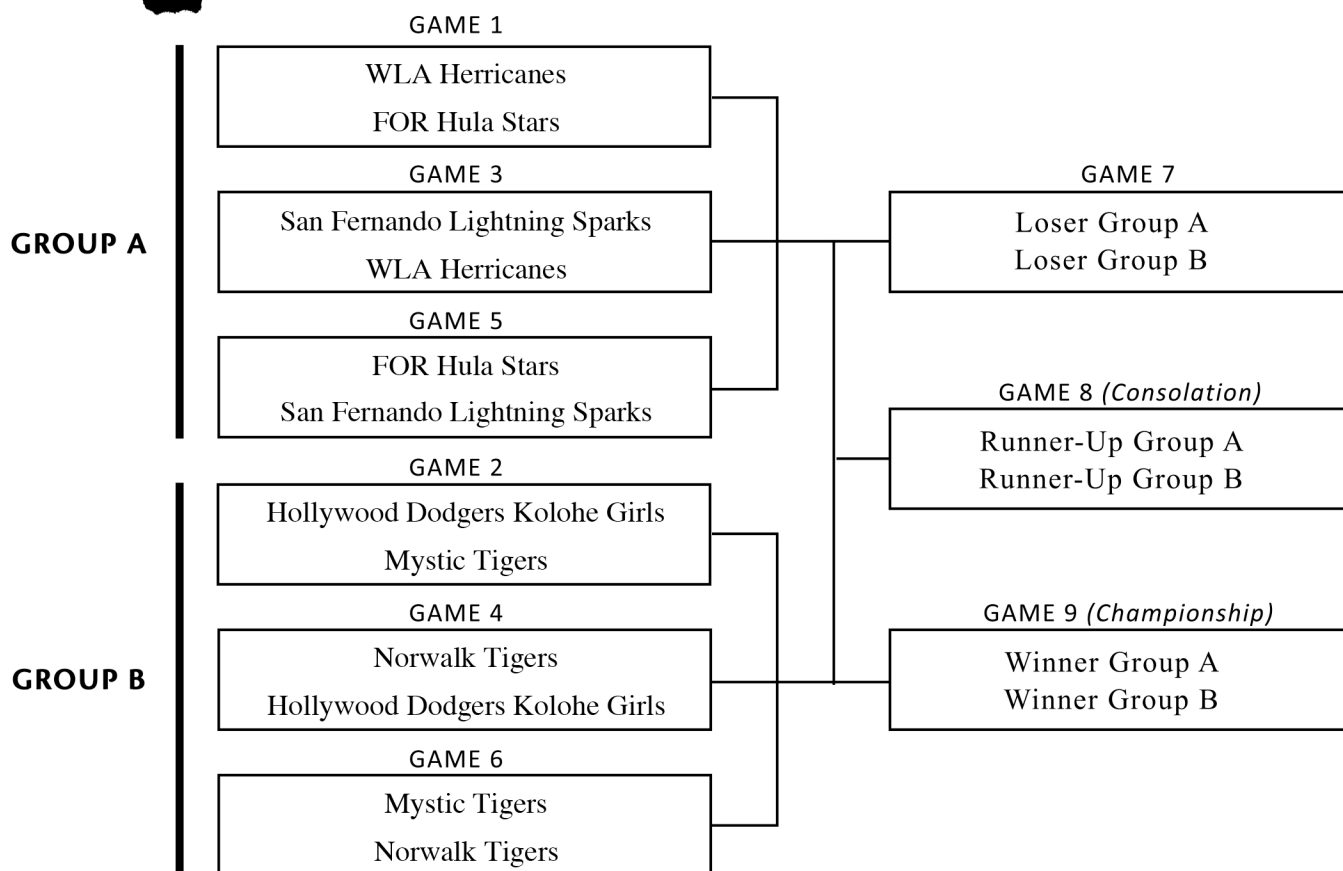 GAME 1
WLA Herricanes
FOR Hula Stars
GROUP A
GAME 3
San Fernando Lightning Sparks
WLA Herricanes
GAME 5
FOR Hula Stars
San Fernando Lightning Sparks
GROUP B
GAME 2
Hollywood Dodgers Kolohe Girls
Mystic Tigers
GAME 4
Norwalk Tigers
Hollywood Dodgers Kolohe Girls
GAME 6
Mystic Tigers
Norwalk Tigers
GAME 7
Loser Group A
Loser Group B
GAME 8 (Consolation)
Runner-Up Group A
Runner-Up Group B
GAME 9 (Championship)
Winner Group A
Winner Group B